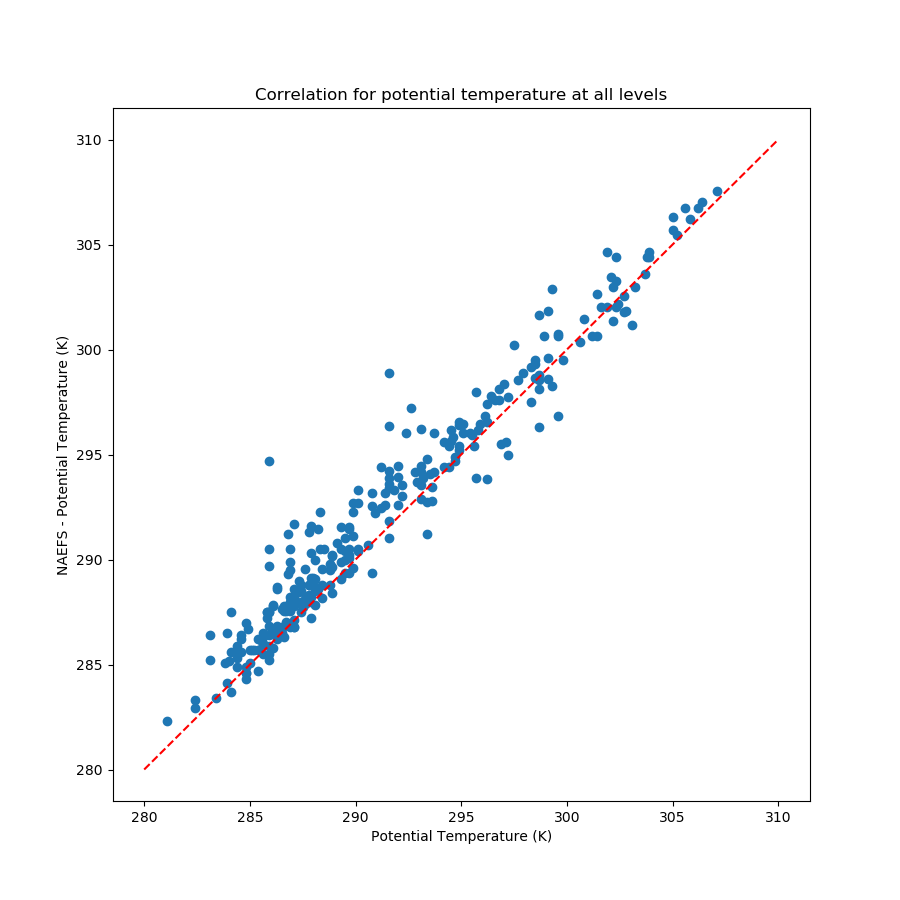 Correlation for potential temperature at all levels
310
305
300
295
290
285
280
NAEFS - Potential Temperature (K)
280 285 290 295 300 305 310
Potential Temperature (K)